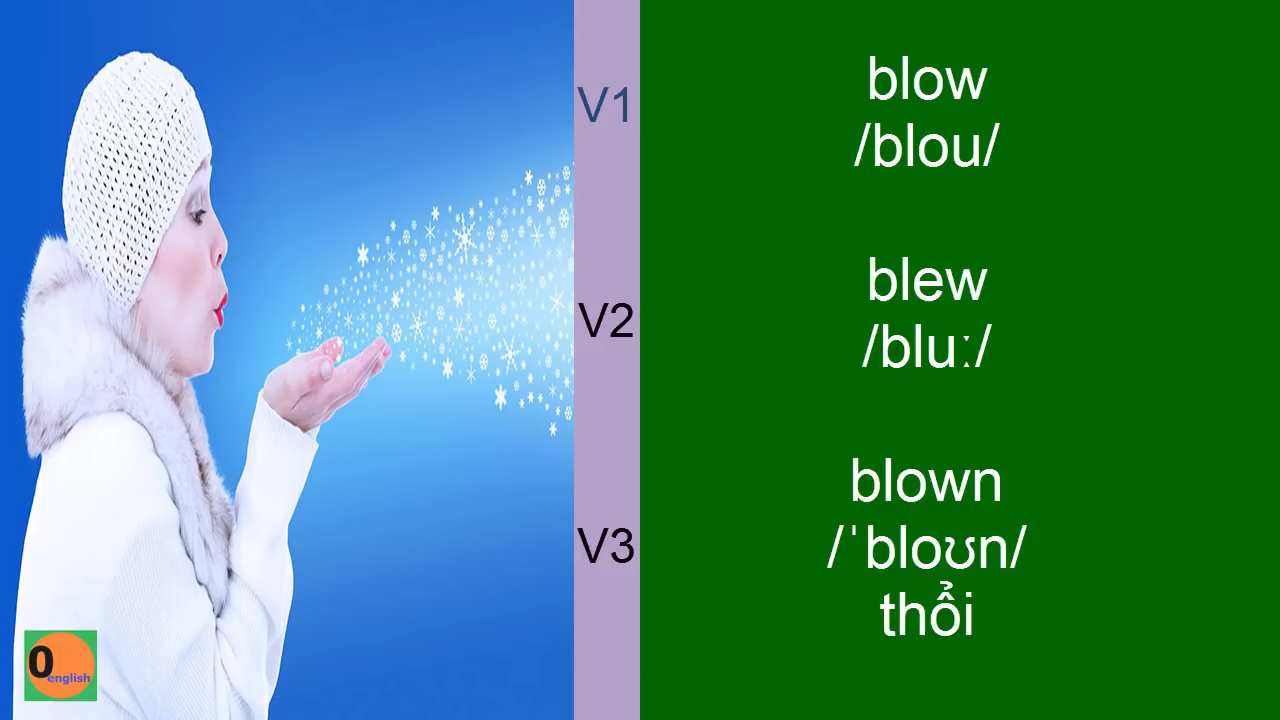 V1
blow
/blou/
V2
blew
/bluː/
V3
blown
/ˈbloʊn/
thổi
0
english